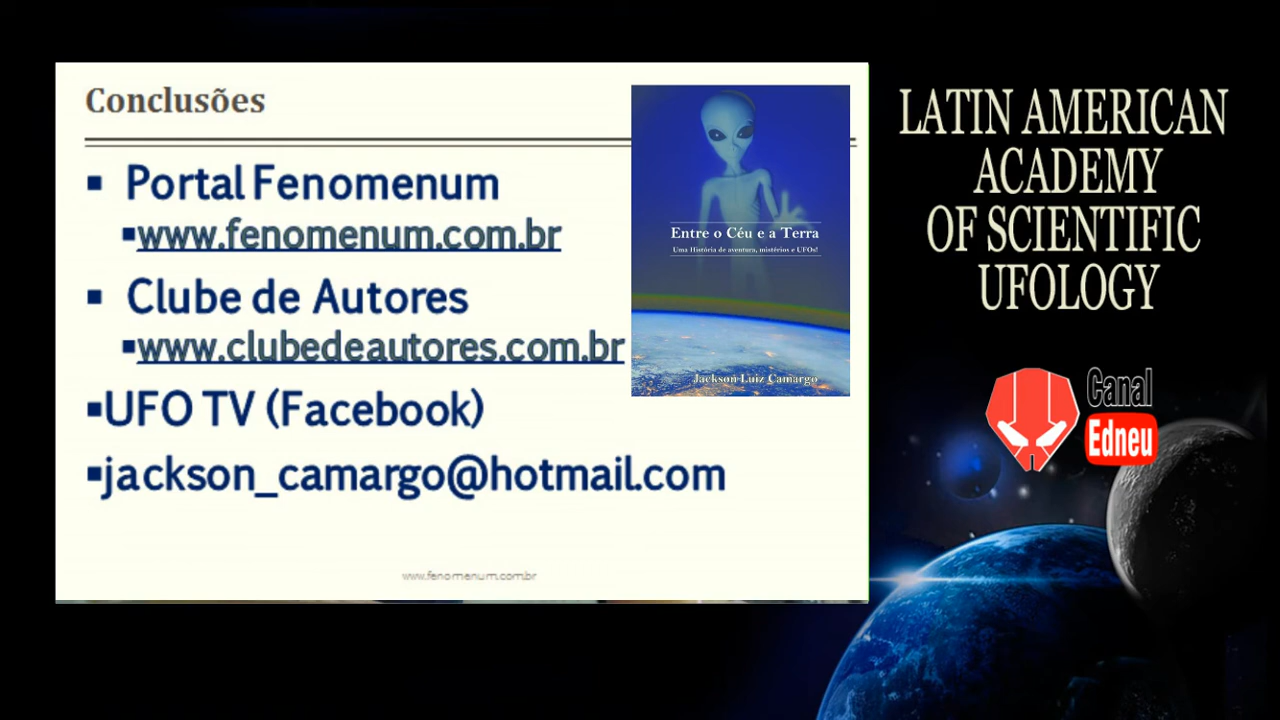 Conclusões
Portal Fenomenum
www.fenomenum.com.br
Clube de Autores
www.clubedeautores.com.br
UFO TV (Facebook)
jackson_camargo@hotmail.com
www.fenomenum.com.br
Entre o Céu e a Terra
Uma História de aventura, mistérios e UFOs!
Jackson Luiz Camargo
LATIN AMERICAN
ACADEMY
OF SCIENTIFIC
UFOLOGY
Canal
Edneu